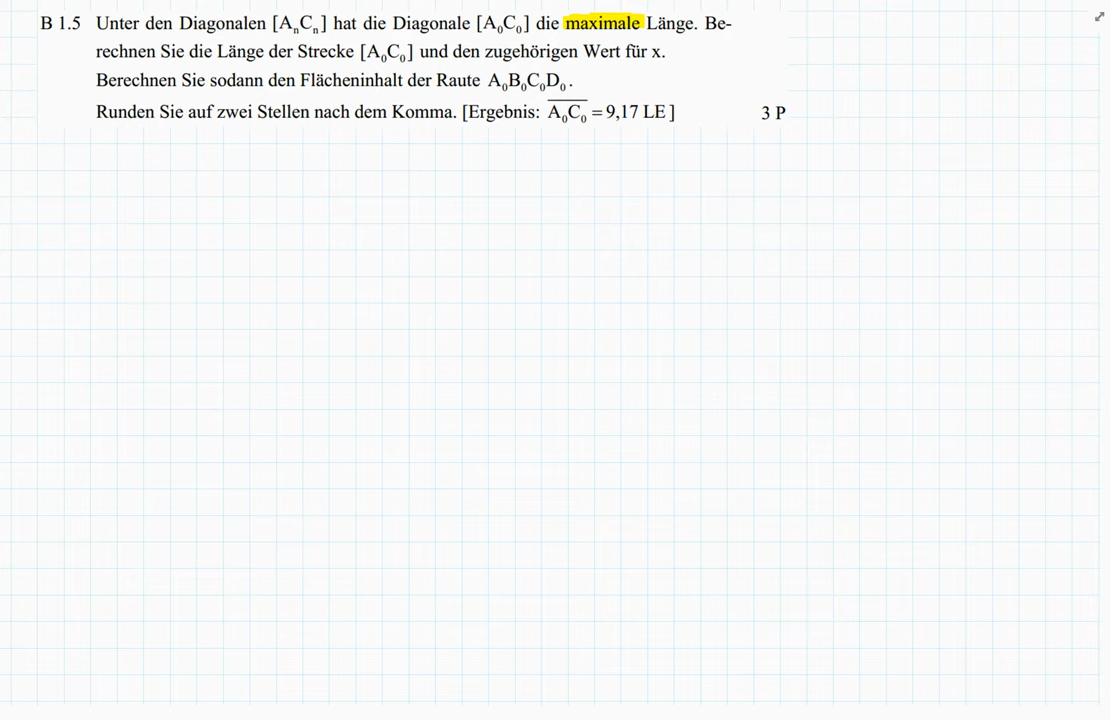 B 1.5 Unter den Diagonalen [AₙCₙ] hat die Diagonale [A₀C₀] die maximale Länge. Be-
rechnen Sie die Länge der Strecke [A₀C₀] und den zugehörigen Wert für x.
Berechnen Sie sodann den Flächeninhalt der Raute A₀B₀C₀D₀.
Runden Sie auf zwei Stellen nach dem Komma. [Ergebnis: A̅₀̅C̅₀̅ = 9,17 LE ] 3 P